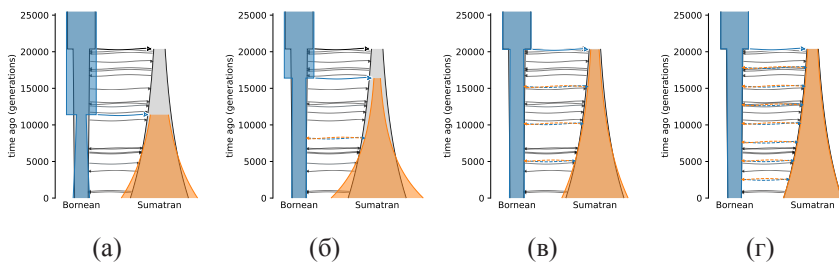 time ago (generations)
25000
20000
15000
10000
5000
0
Bornean Sumatran
(а)
time ago (generations)
25000
20000
15000
10000
5000
0
Bornean Sumatran
(б)
time ago (generations)
25000
20000
15000
10000
5000
0
Bornean Sumatran
(в)
time ago (generations)
25000
20000
15000
10000
5000
0
Bornean Sumatran
(г)